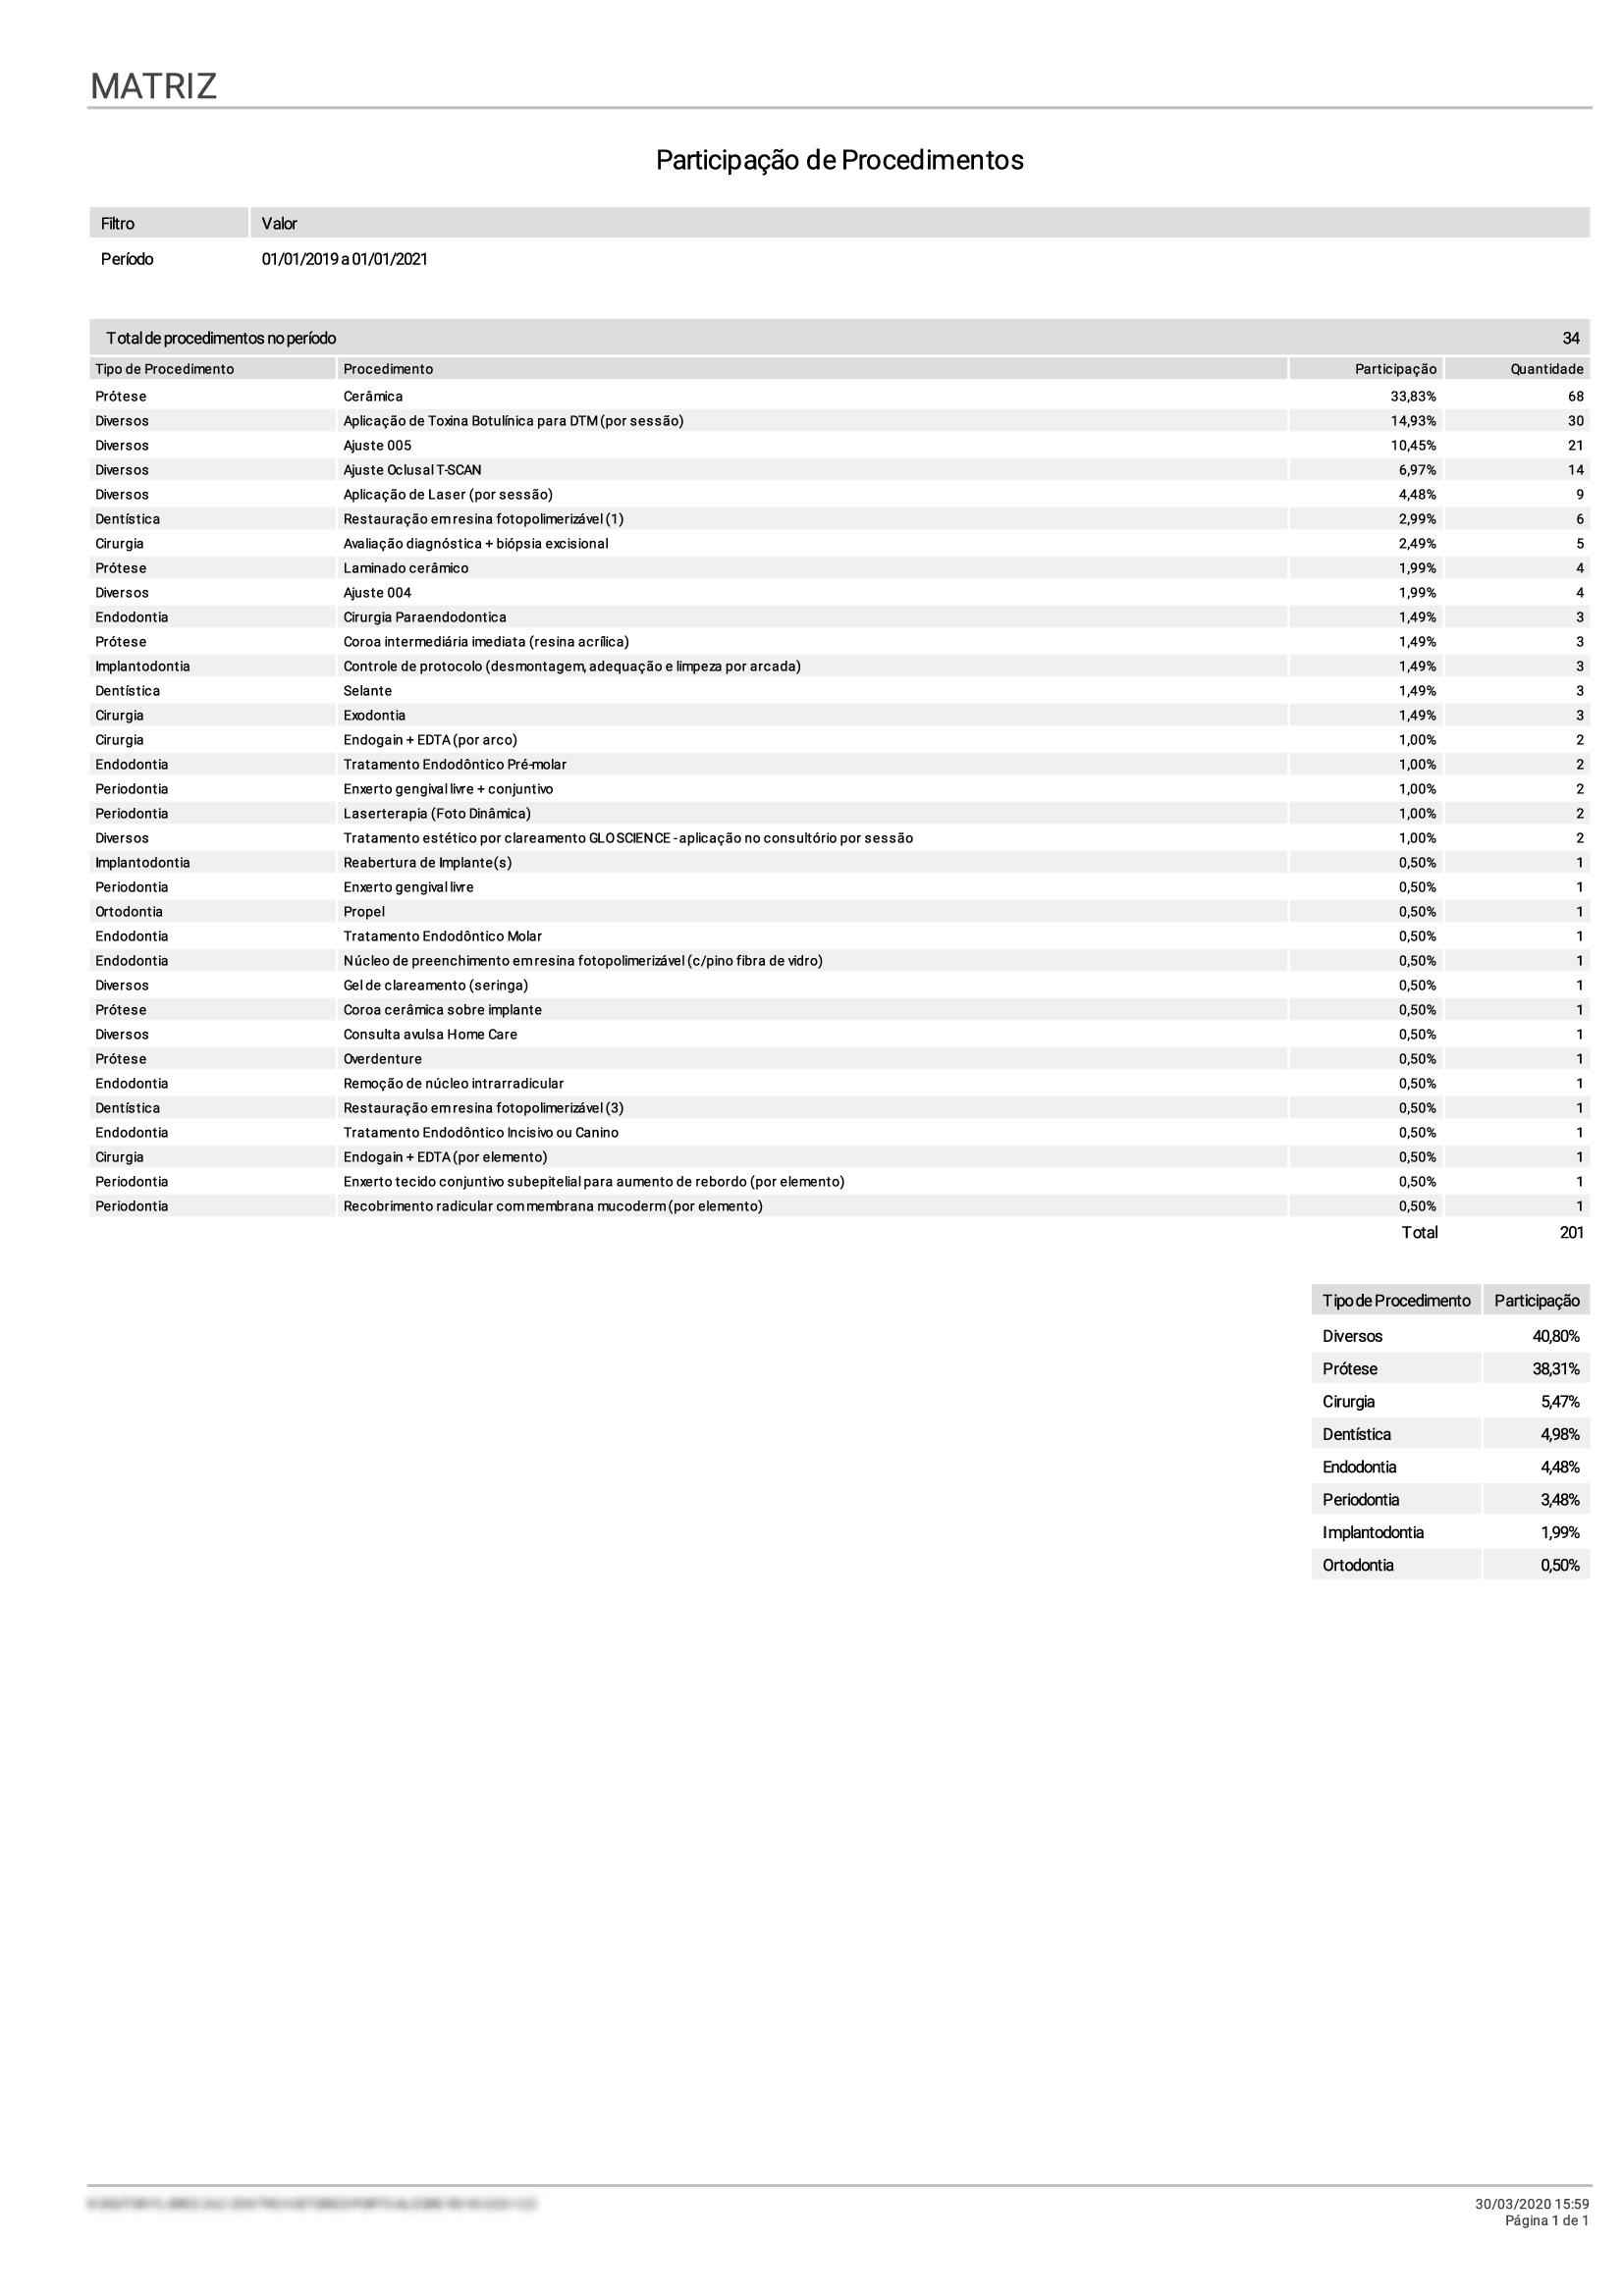 MATRIZ
Participação de Procedimentos
Filtro Valor
Período 01/01/2019 a 01/01/2021
Total de procedimentos no período 34
Tipo de Procedimento Procedimento Participação Quantidade
Prótese Cerâmica 33,83% 68
Diversos Aplicação de Toxina Botulínica para DTM (por sessão) 14,93% 30
Diversos Ajuste 005 10,45% 21
Diversos Ajuste Oclusal T-SCAN 6,97% 14
Diversos Aplicação de Laser (por sessão) 4,48% 9
Dentística Restauração em resina fotopolimerizável (1) 2,99% 6
Cirurgia Avaliação diagnóstica + biópsia excisional 2,49% 5
Prótese Laminado cerâmico 1,99% 4
Diversos Ajuste 004 1,99% 4
Endodontia Cirurgia Paraendodontica 1,49% 3
Prótese Coroa intermediária imediata (resina acrílica) 1,49% 3
Implantodontia Controle de protocolo (desmontagem, adequação e limpeza por arcada) 1,49% 3
Dentística Selante 1,49% 3
Cirurgia Exodontia 1,49% 3
Cirurgia Endogain + EDTA (por arco) 1,00% 2
Endodontia Tratamento Endodôntico Pré-molar 1,00% 2
Periodontia Enxerto gengival livre + conjuntivo 1,00% 2
Periodontia Laserterapia (Foto Dinâmica) 1,00% 2
Diversos Tratamento estético por clareamento GLO SCIENCE - aplicação no consultório por sessão 1,00% 2
Implantodontia Reabertura de Implante(s) 0,50% 1
Periodontia Enxerto gengival livre 0,50% 1
Ortodontia Propel 0,50% 1
Endodontia Tratamento Endodôntico Molar 0,50% 1
Endodontia Núcleo de preenchimento em resina fotopolimerizável (c/pino fibra de vidro) 0,50% 1
Diversos Gel de clareamento (seringa) 0,50% 1
Prótese Coroa cerâmica sobre implante 0,50% 1
Diversos Consulta avulsa Home Care 0,50% 1
Prótese Overdenture 0,50% 1
Endodontia Remoção de núcleo intrarradicular 0,50% 1
Dentística Restauração em resina fotopolimerizável (3) 0,50% 1
Endodontia Tratamento Endodôntico Incisivo ou Canino 0,50% 1
Cirurgia Endogain + EDTA (por elemento) 0,50% 1
Periodontia Enxerto tecido conjuntivo subepitelial para aumento de rebordo (por elemento) 0,50% 1
Periodontia Recobrimento radicular com membrana mucoderm (por elemento) 0,50% 1
Total 201
Tipo de Procedimento Participação
Diversos 40,80%
Prótese 38,31%
Cirurgia 5,47%
Dentística 4,98%
Endodontia 4,48%
Periodontia 3,48%
Implantodontia 1,99%
Ortodontia 0,50%
30/03/2020 15:59
Página 1 de 1